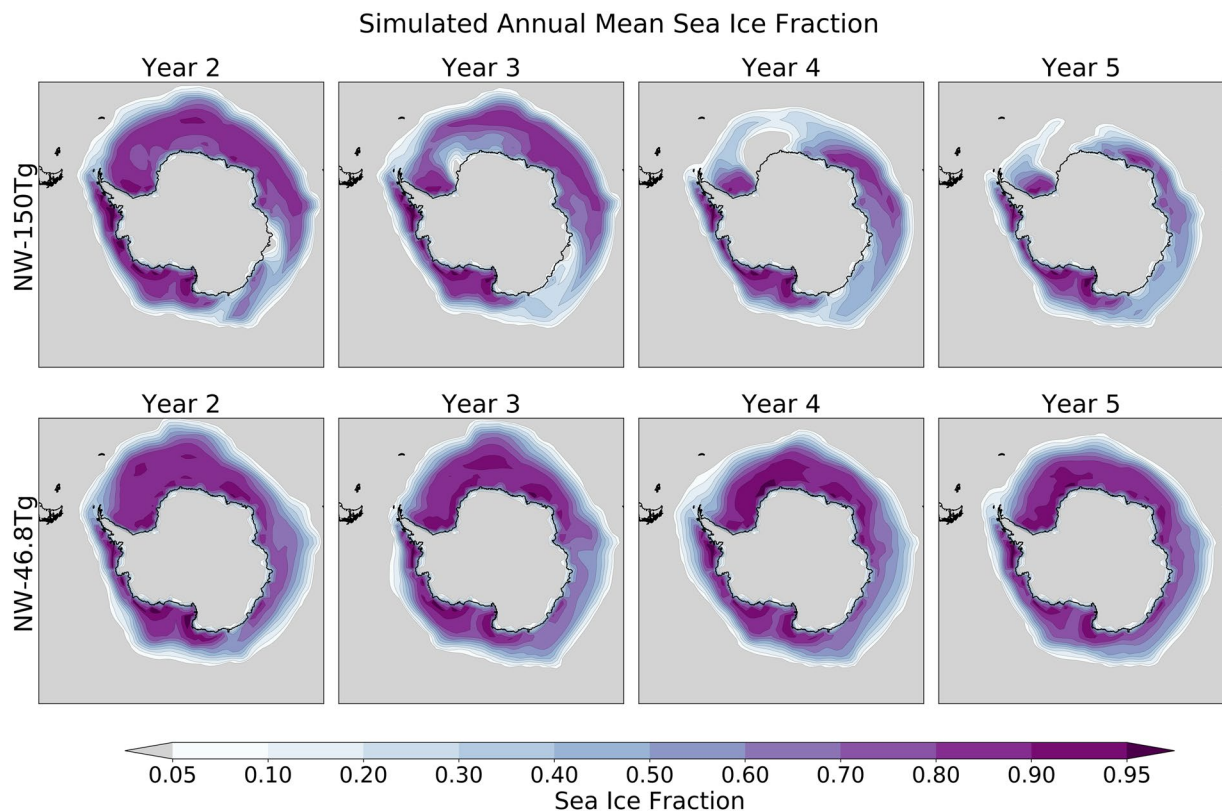 Simulated Annual Mean Sea Ice Fraction
Year 2 Year 3 Year 4 Year 5
NW-150Tg
Year 2 Year 3 Year 4 Year 5
NW-46.8Tg
0.05 0.10 0.20 0.30 0.40 0.50 0.60 0.70 0.80 0.90 0.95
Sea Ice Fraction